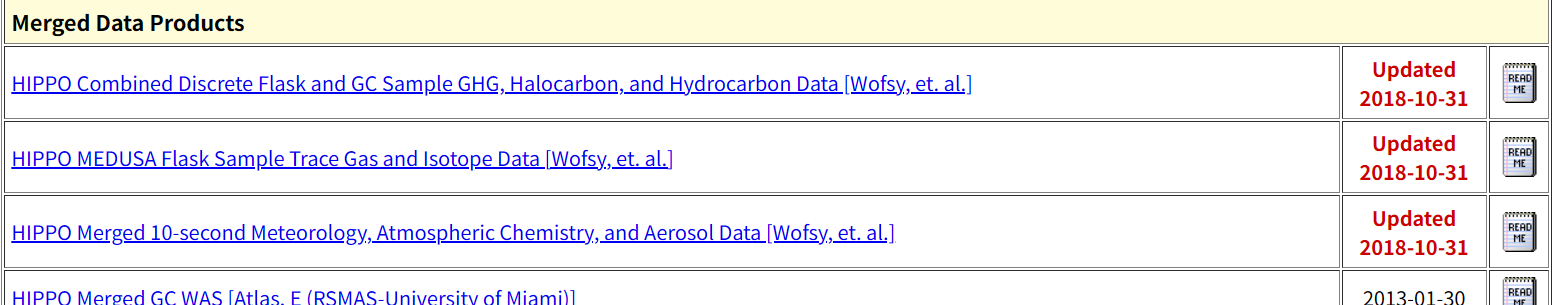 Merged Data Products
HIPPO Combined Discrete Flask and GC Sample GHG, Halocarbon, and Hydrocarbon Data [Wofsy, et. al.]
Updated
2018-10-31
READ
ME
HIPPO MEDUSA Flask Sample Trace Gas and Isotope Data [Wofsy, et. al.]
Updated
2018-10-31
READ
ME
HIPPO Merged 10-second Meteorology, Atmospheric Chemistry, and Aerosol Data [Wofsy, et. al.]
Updated
2018-10-31
READ
ME
HIPPO Merged GC WAS [Atlas, E (RSMAS-University of Miami)]
2013-01-30
READ